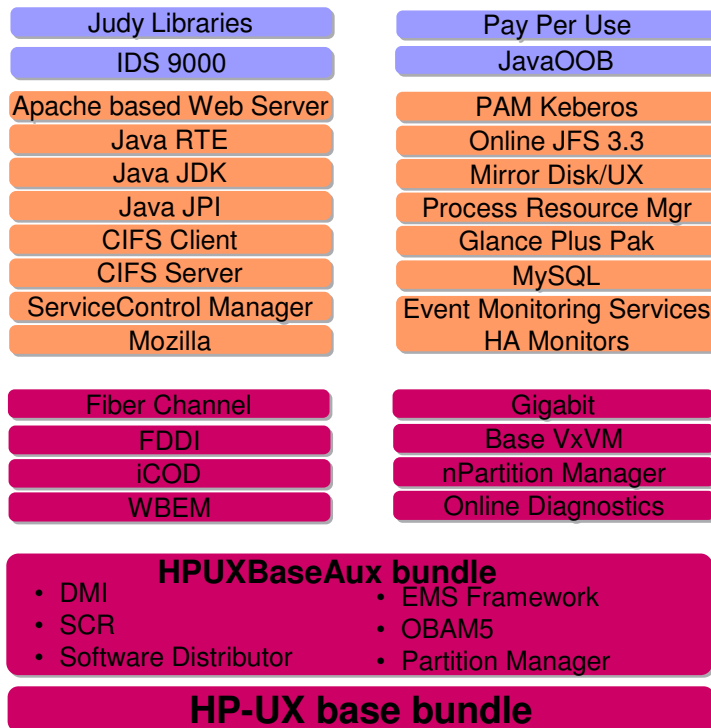 Judy Libraries
IDS 9000
Apache based Web Server
Java RTE
Java JDK
Java JPI
CIFS Client
CIFS Server
ServiceControl Manager
Mozilla
Pay Per Use
JavaOOB
PAM Keberos
Online JFS 3.3
Mirror Disk/UX
Process Resource Mgr
Glance Plus Pak
MySQL
Event Monitoring Services
HA Monitors
Fiber Channel
FDDI
iCOD
WBEM
Gigabit
Base VxVM
nPartition Manager
Online Diagnostics
HPUXBaseAux bundle
• DMI
• SCR
• Software Distributor
• EMS Framework
• OBAM5
• Partition Manager
HP-UX base bundle